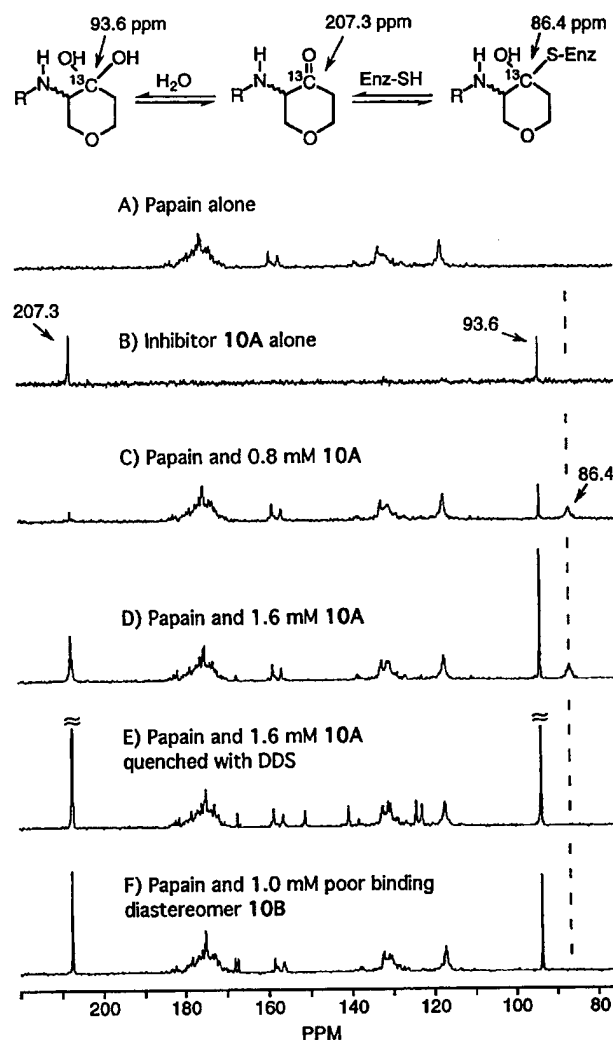 93.6 ppm
207.3 ppm
86.4 ppm
OH
OH
13C
H
N
R
O
H2O
O
13C
H
N
R
O
Enz-SH
OH
S-Enz
13C
H
N
R
O
A) Papain alone
207.3
B) Inhibitor 10A alone
93.6
C) Papain and 0.8 mM 10A
86.4
D) Papain and 1.6 mM 10A
≈
≈
E) Papain and 1.6 mM 10A
quenched with DDS
F) Papain and 1.0 mM poor binding
diastereomer 10B
200 180 160 140 120 100 80
PPM